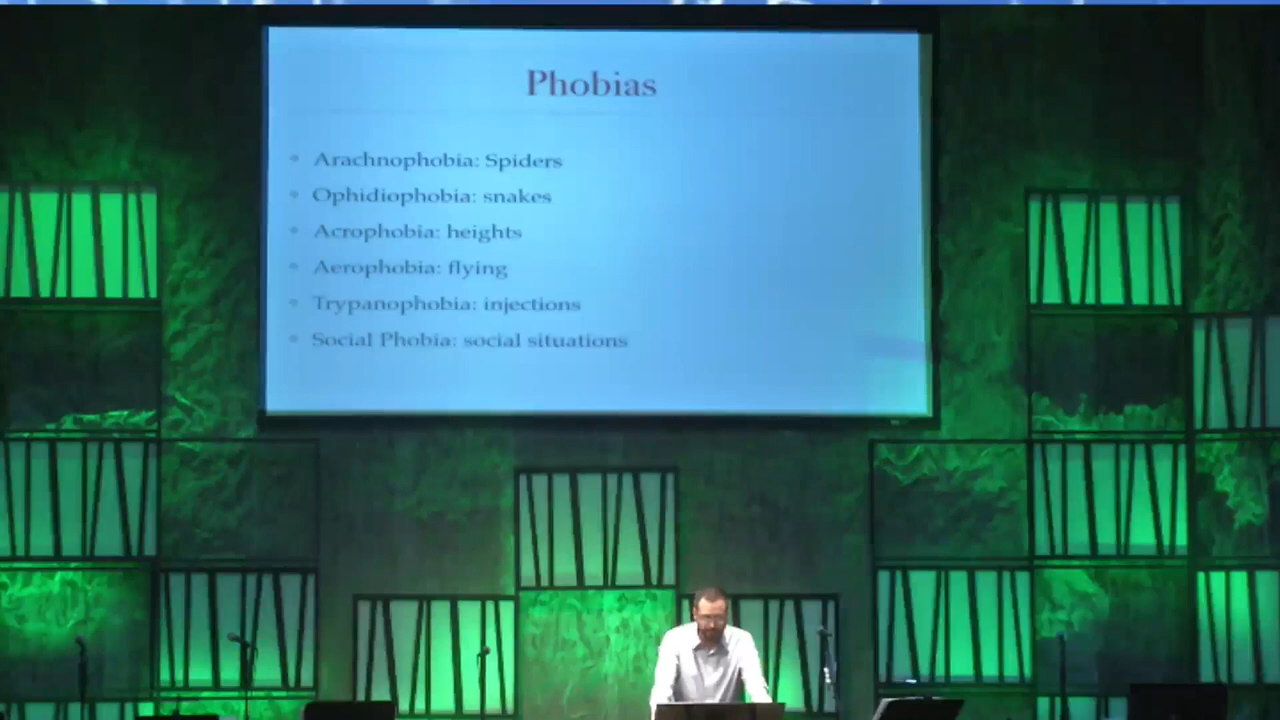 Phobias
Arachnophobia: Spiders
Ophidiophobia: snakes
Acrophobia: heights
Aerophobia: flying
Trypanophobia: injections
Social Phobia: social situations